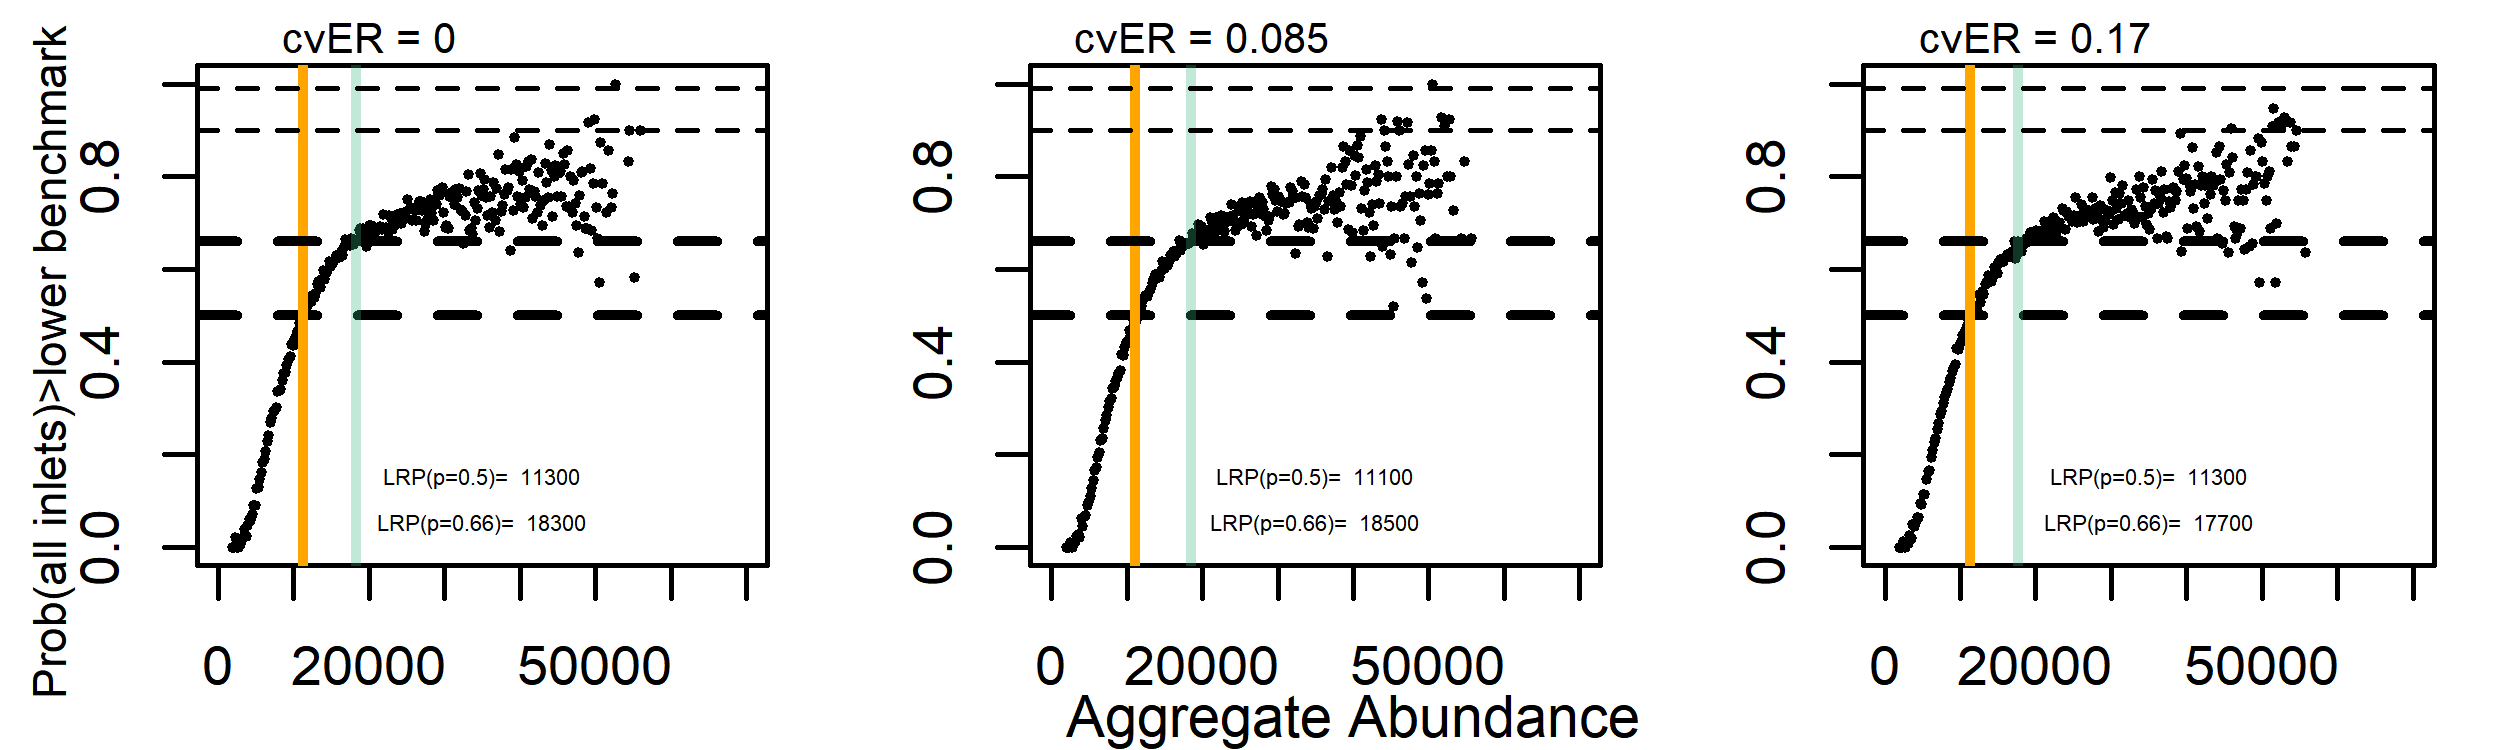 Prob(all inlets)>lower benchmark
cvER = 0
0.8
0.4
0.0
LRP(p=0.5)= 11300
LRP(p=0.66)= 18300
0 20000 50000
cvER = 0.085
0.8
0.4
0.0
LRP(p=0.5)= 11100
LRP(p=0.66)= 18500
0 20000 50000
cvER = 0.17
0.8
0.4
0.0
LRP(p=0.5)= 11300
LRP(p=0.66)= 17700
0 20000 50000
Aggregate Abundance